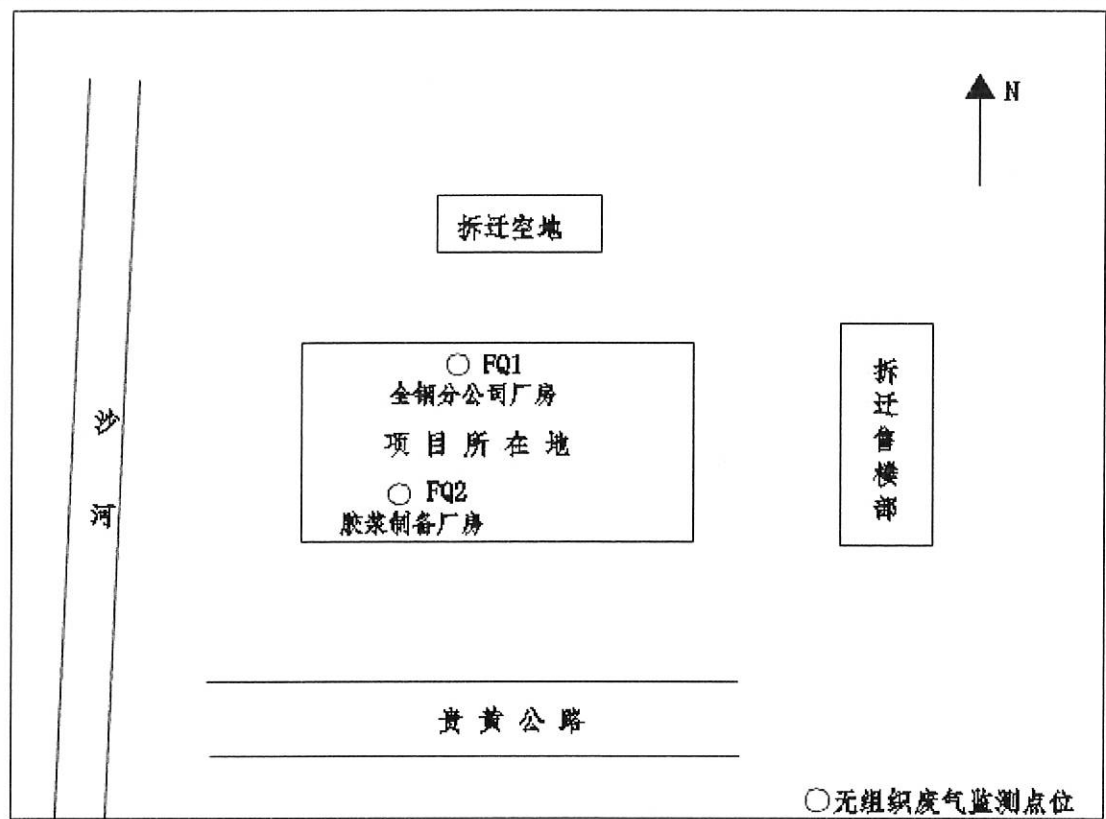 N
拆迁空地
FQ1
全钢分公司厂房
项目所在地
FQ2
胶浆制备厂房
拆迁售楼部
河
贵黄公路
无组织废气监测点位